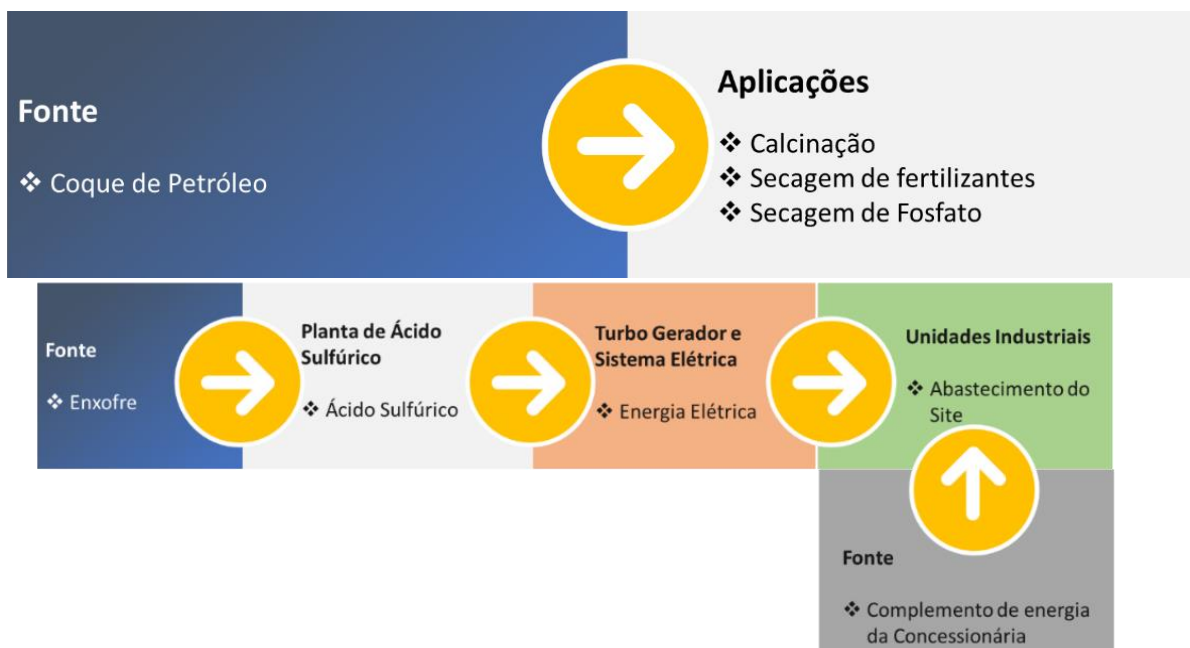 Fonte
❖ Coque de Petróleo
Aplicações
❖ Calcinação
❖ Secagem de fertilizantes
❖ Secagem de Fosfato
Fonte
❖ Enxofre
Planta de Ácido
Sulfúrico
❖ Ácido Sulfúrico
Turbo Gerador e
Sistema Elétrica
❖ Energia Elétrica
Unidades Industriais
❖ Abastecimento do
Site
Fonte
❖ Complemento de energia
da Concessionária